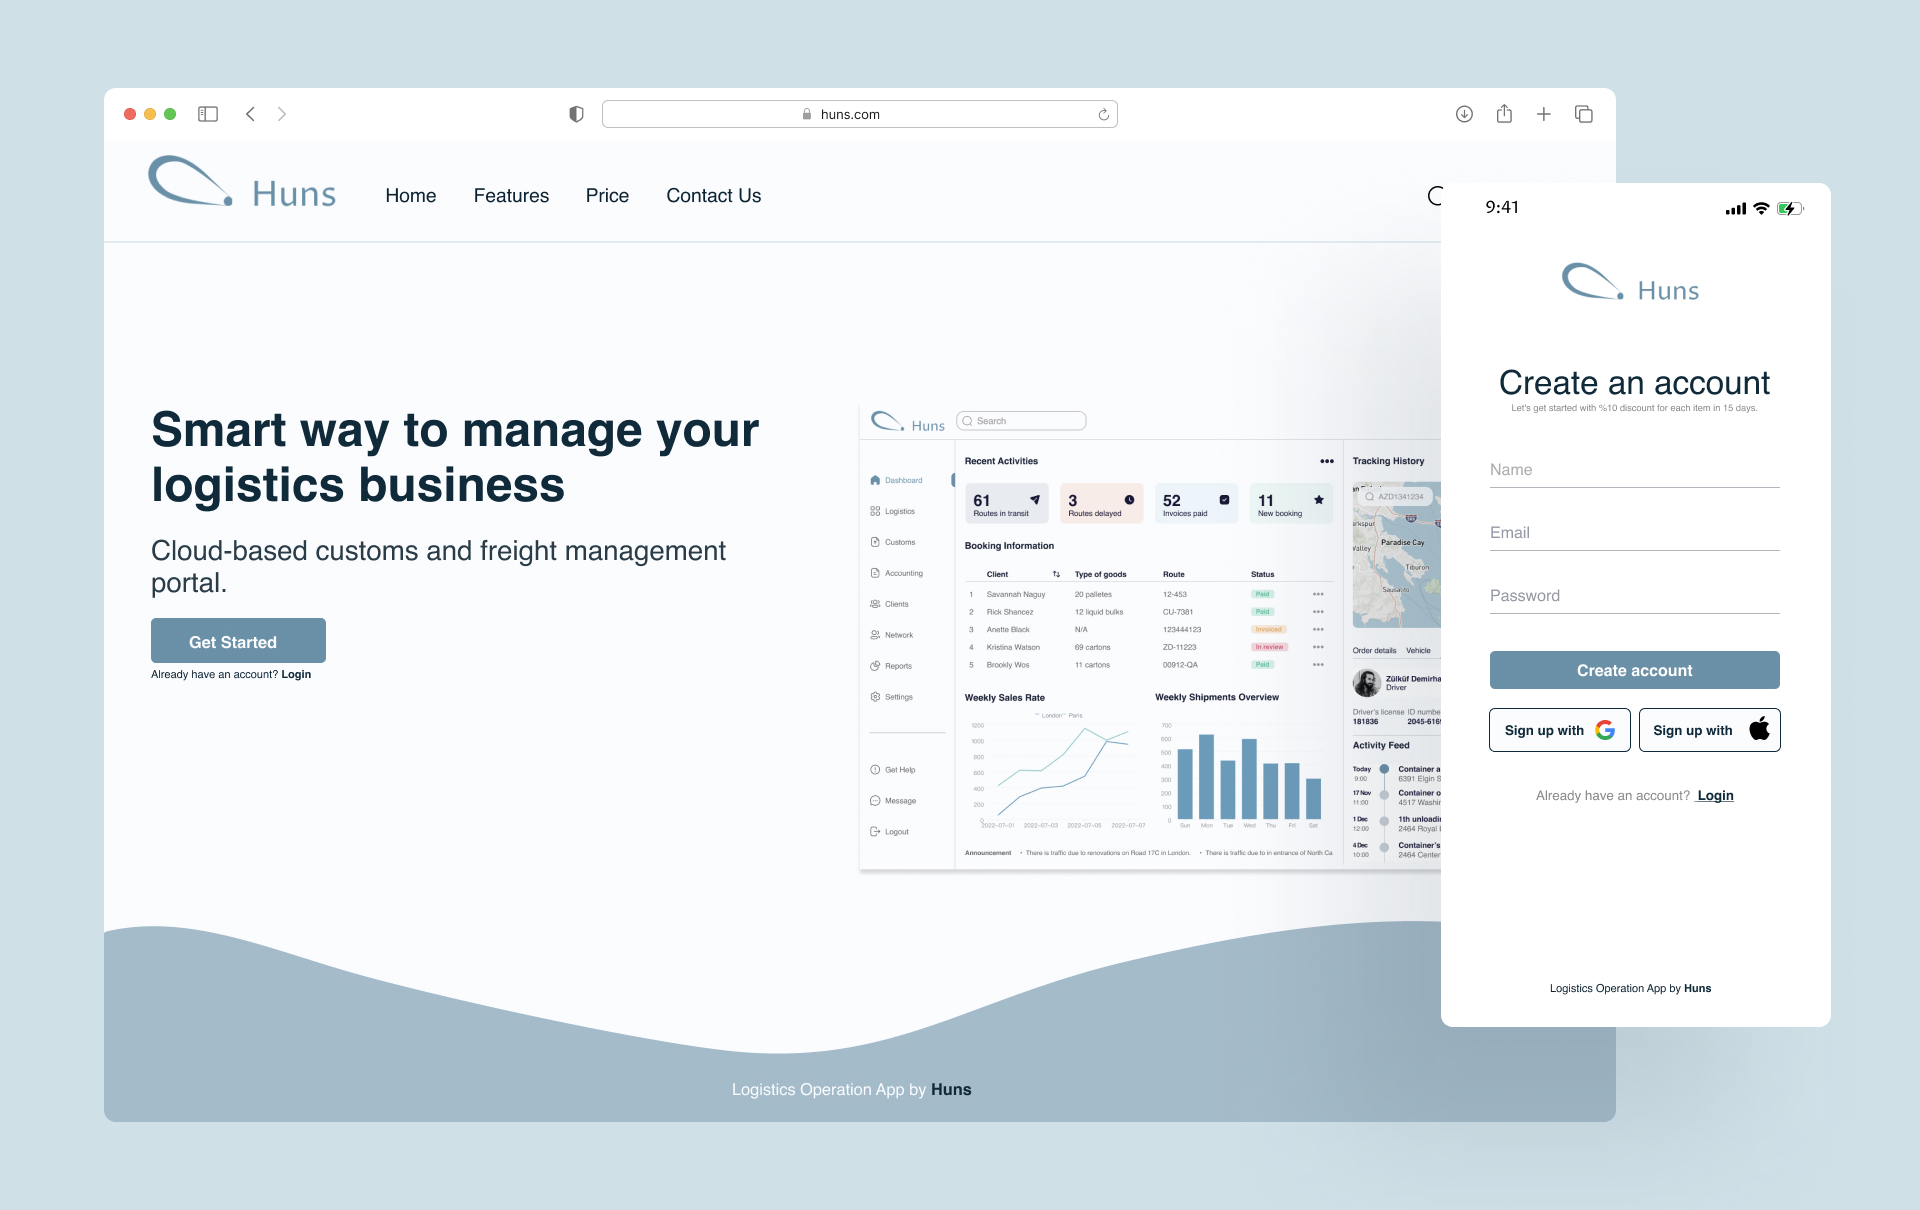 huns.com
Huns
Home
Features
Price
Contact Us
Smart way to manage your
logistics business
Cloud-based customs and freight management
portal.
Get Started
Already have an account? Login
Huns
Search
Dashboard
Logistics
Customs
Accounting
Clients
Network
Reports
Settings
Get Help
Message
Logout
Recent Activities
61
Routes in transit
3
Routes delayed
52
Invoices paid
11
New booking
Booking Information
Client Type of goods Route Status
1 Savannah Naguy 20 palletes 12-453 Paid
2 Rick Shancez 12 liquid bulks CU-7381 Paid
3 Anette Black N/A 123444123 Invoiced
4 Kristina Watson 69 cartons ZD-11223 In review
5 Brookly Wos 11 cartons 00912-QA Paid
Weekly Sales Rate
London Paris
1200
1000
800
600
400
200
0
2022-07-01 2022-07-03 2022-07-05 2022-07-07
Weekly Shipments Overview
700
600
500
400
300
200
100
0
Sun Mon Tue Wed Thu Fri Sat
Announcement • There is traffic due to renovations on Road 17C in London. • There is traffic due to in entrance of North Ca
Tracking History
AZD1341234
Paradise Cay
Valley
Tiburon
Sausalito
Order details Vehicle
Zülküf Demirha
Driver
Driver's license ID numbe
181836 2045-616
Activity Feed
Today Container a
9:00 6391 Elgin S
17 Nov Container o
11:00 4517 Washin
1 Dec 1th unloadi
12:00 2464 Royal
4 Dec Container's
10:00 2464 Center
Logistics Operation App by Huns
9:41
Huns
Create an account
Let's get started with %10 discount for each item in 15 days.
Name
Email
Password
Create account
Sign up with
Sign up with
Already have an account? Login
Logistics Operation App by Huns